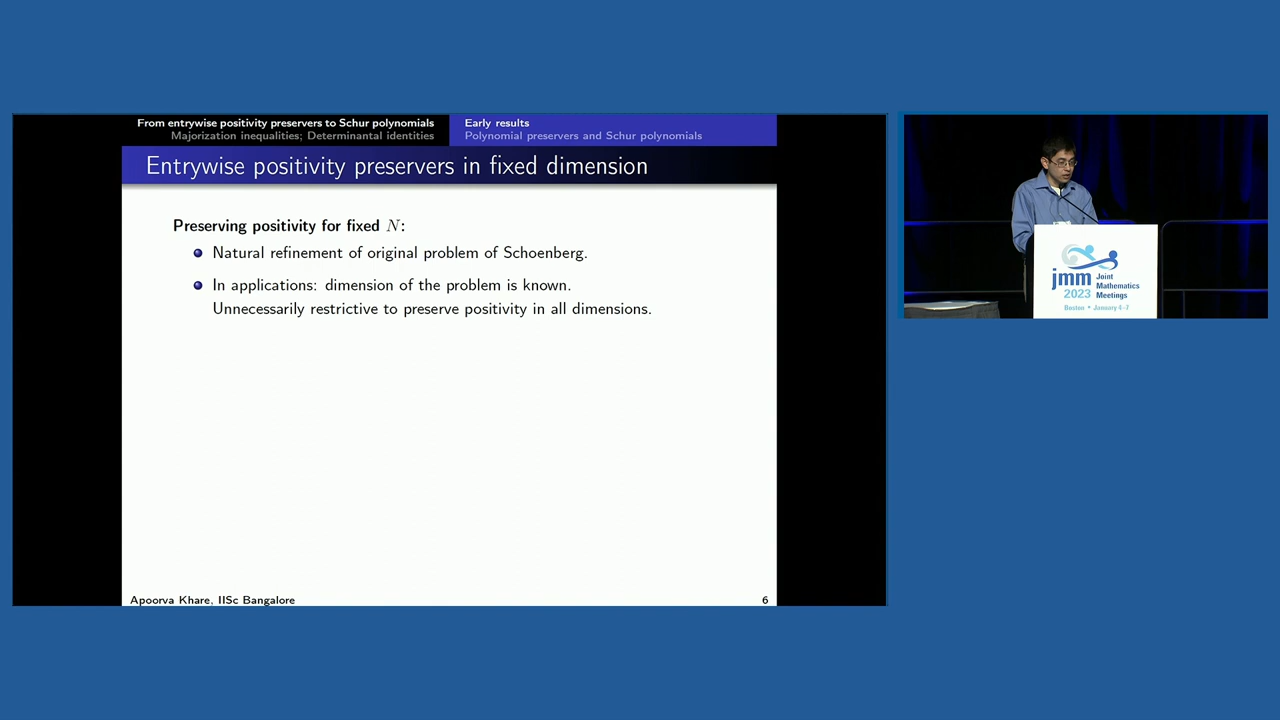 From entrywise positivity preservers to Schur polynomials
Majorization inequalities; Determinantal identities
Early results
Polynomial preservers and Schur polynomials
Entrywise positivity preservers in fixed dimension
Preserving positivity for fixed N:
Natural refinement of original problem of Schoenberg.
In applications: dimension of the problem is known.
Unnecessarily restrictive to preserve positivity in all dimensions.
Apoorva Khare, IISc Bangalore
6
jmm Joint
Mathematics
2023 Meetings
Boston • January 4-7